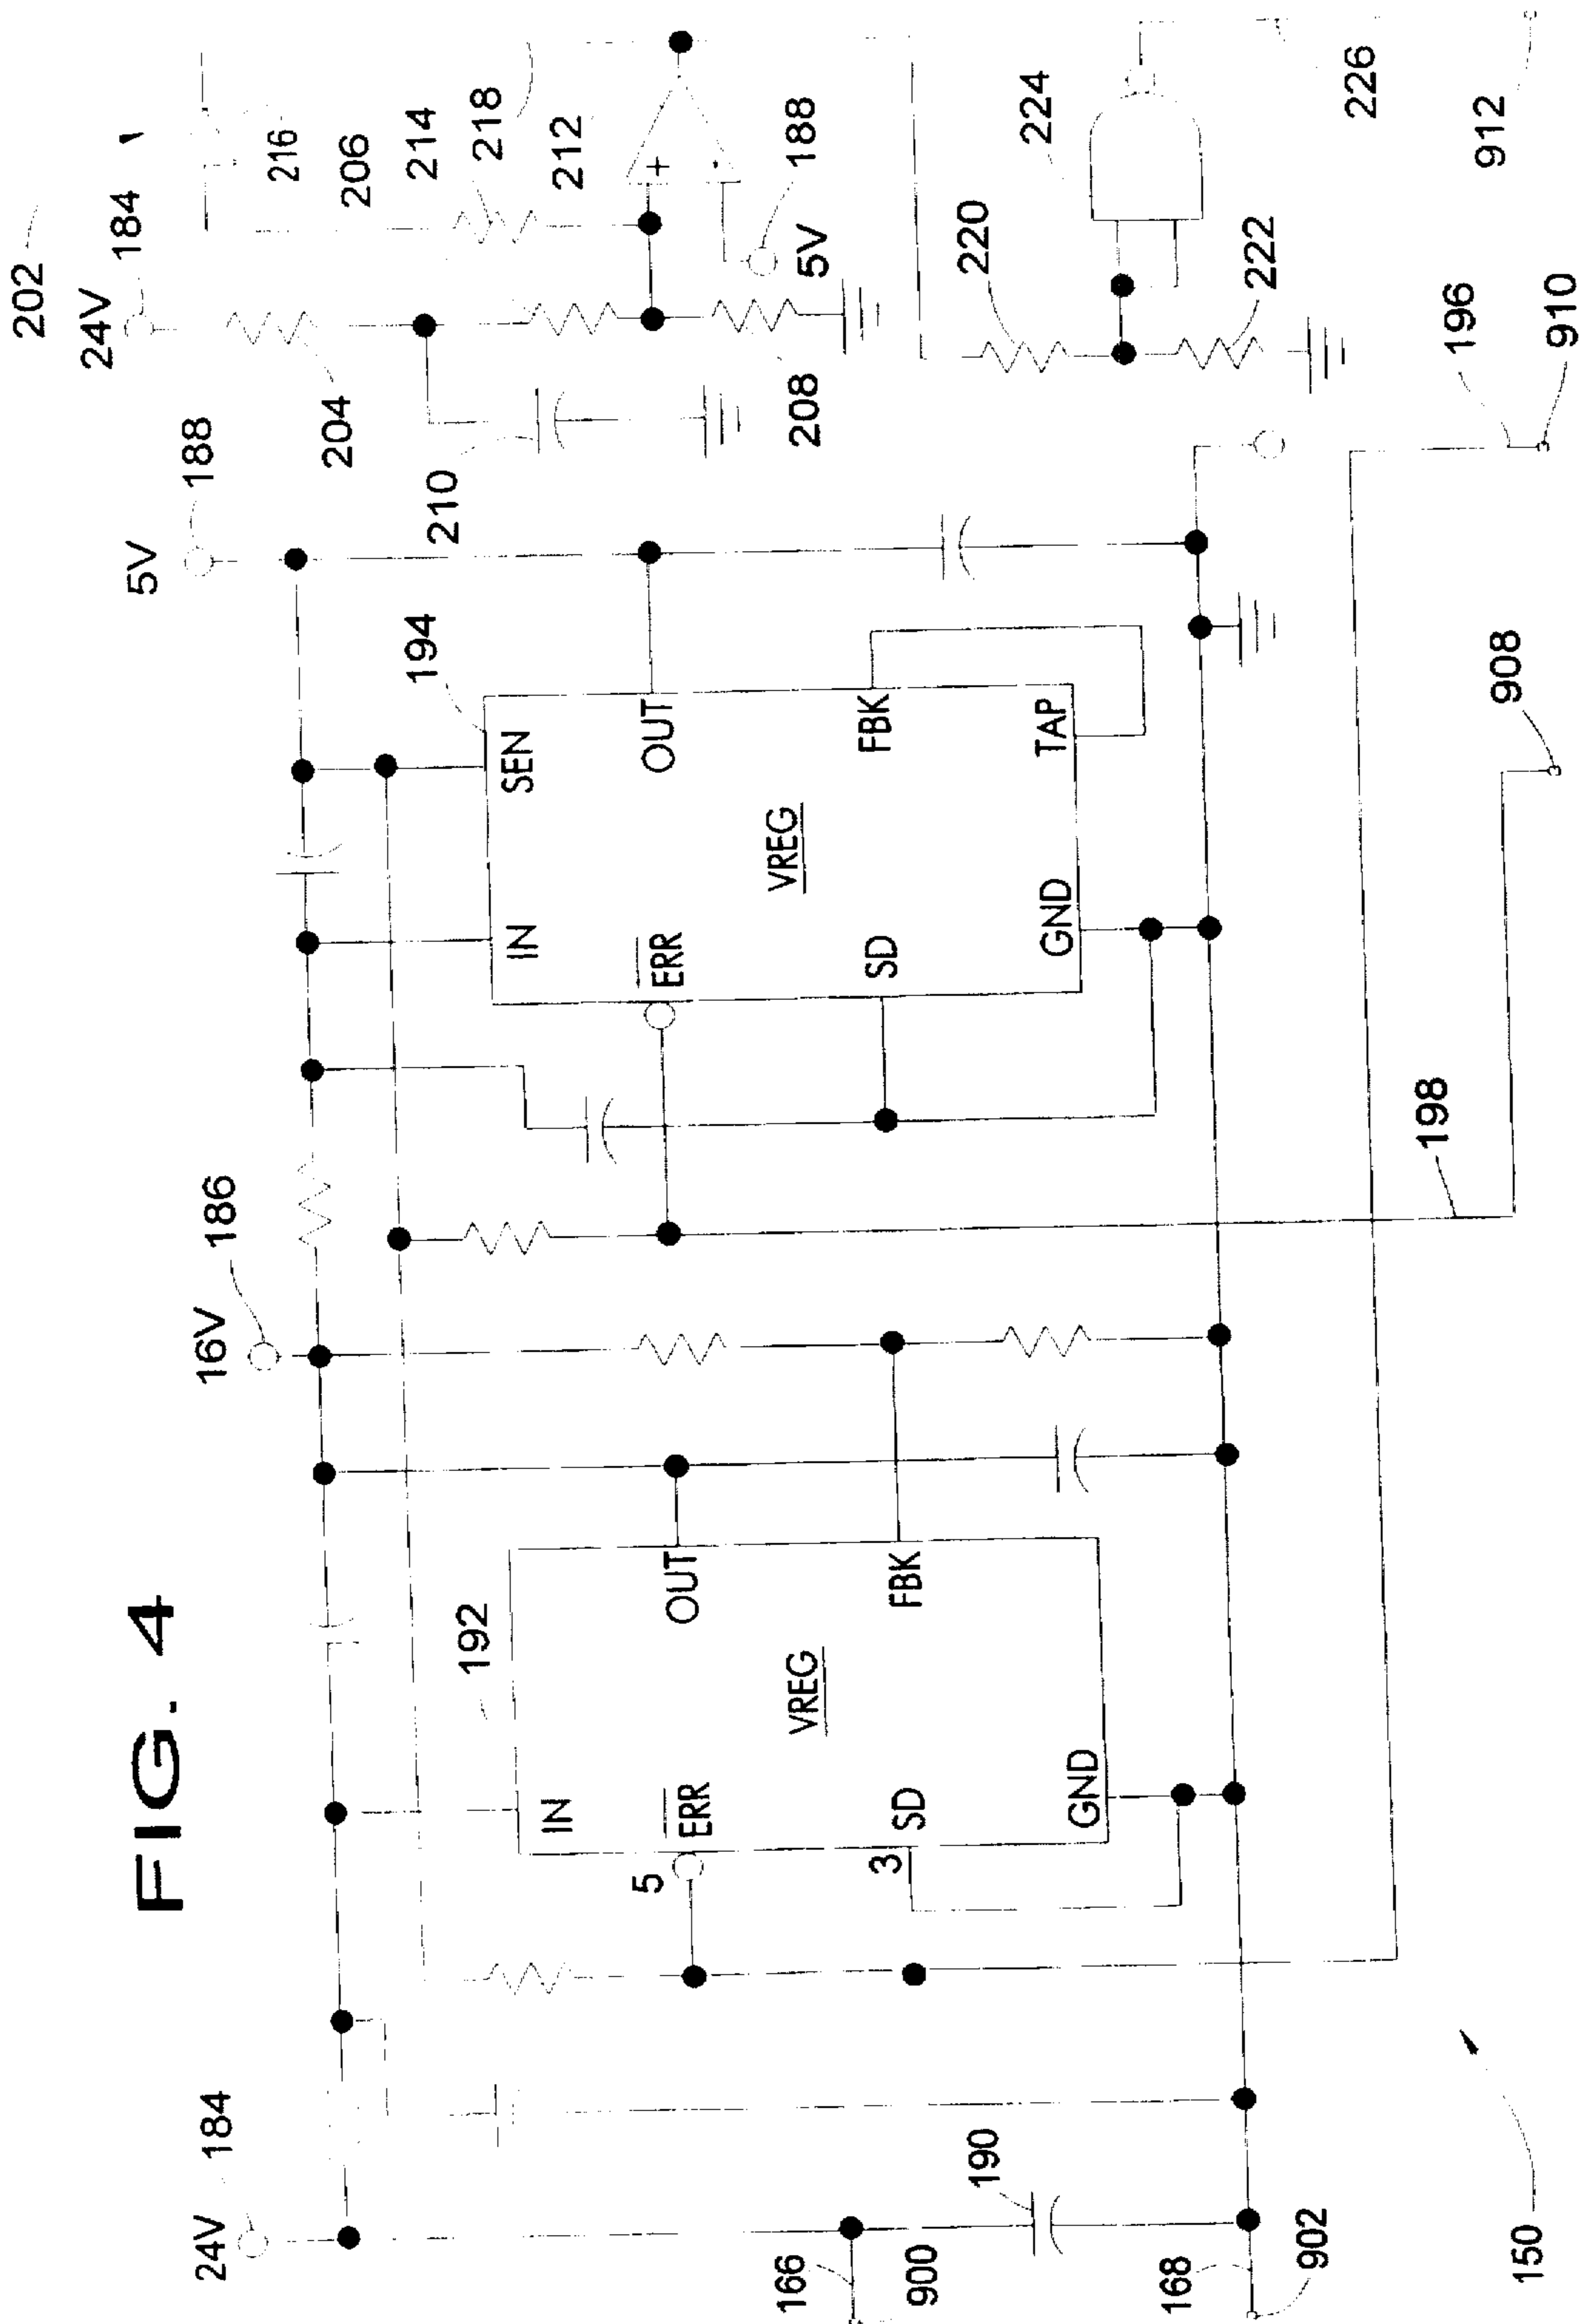 FIG. 4
202
24V
184
216
206
214
218
212
+
-
188
5V
204
210
208
224
220
222
226
912
5V
188
194
SEN
OUT
FBK
TAP
IN
ERR
SD
GND
VREG
196
910
908
198
16V
186
192
OUT
FBK
IN
5
ERR
3
SD
GND
VREG
24V
184
166
900
190
168
902
150